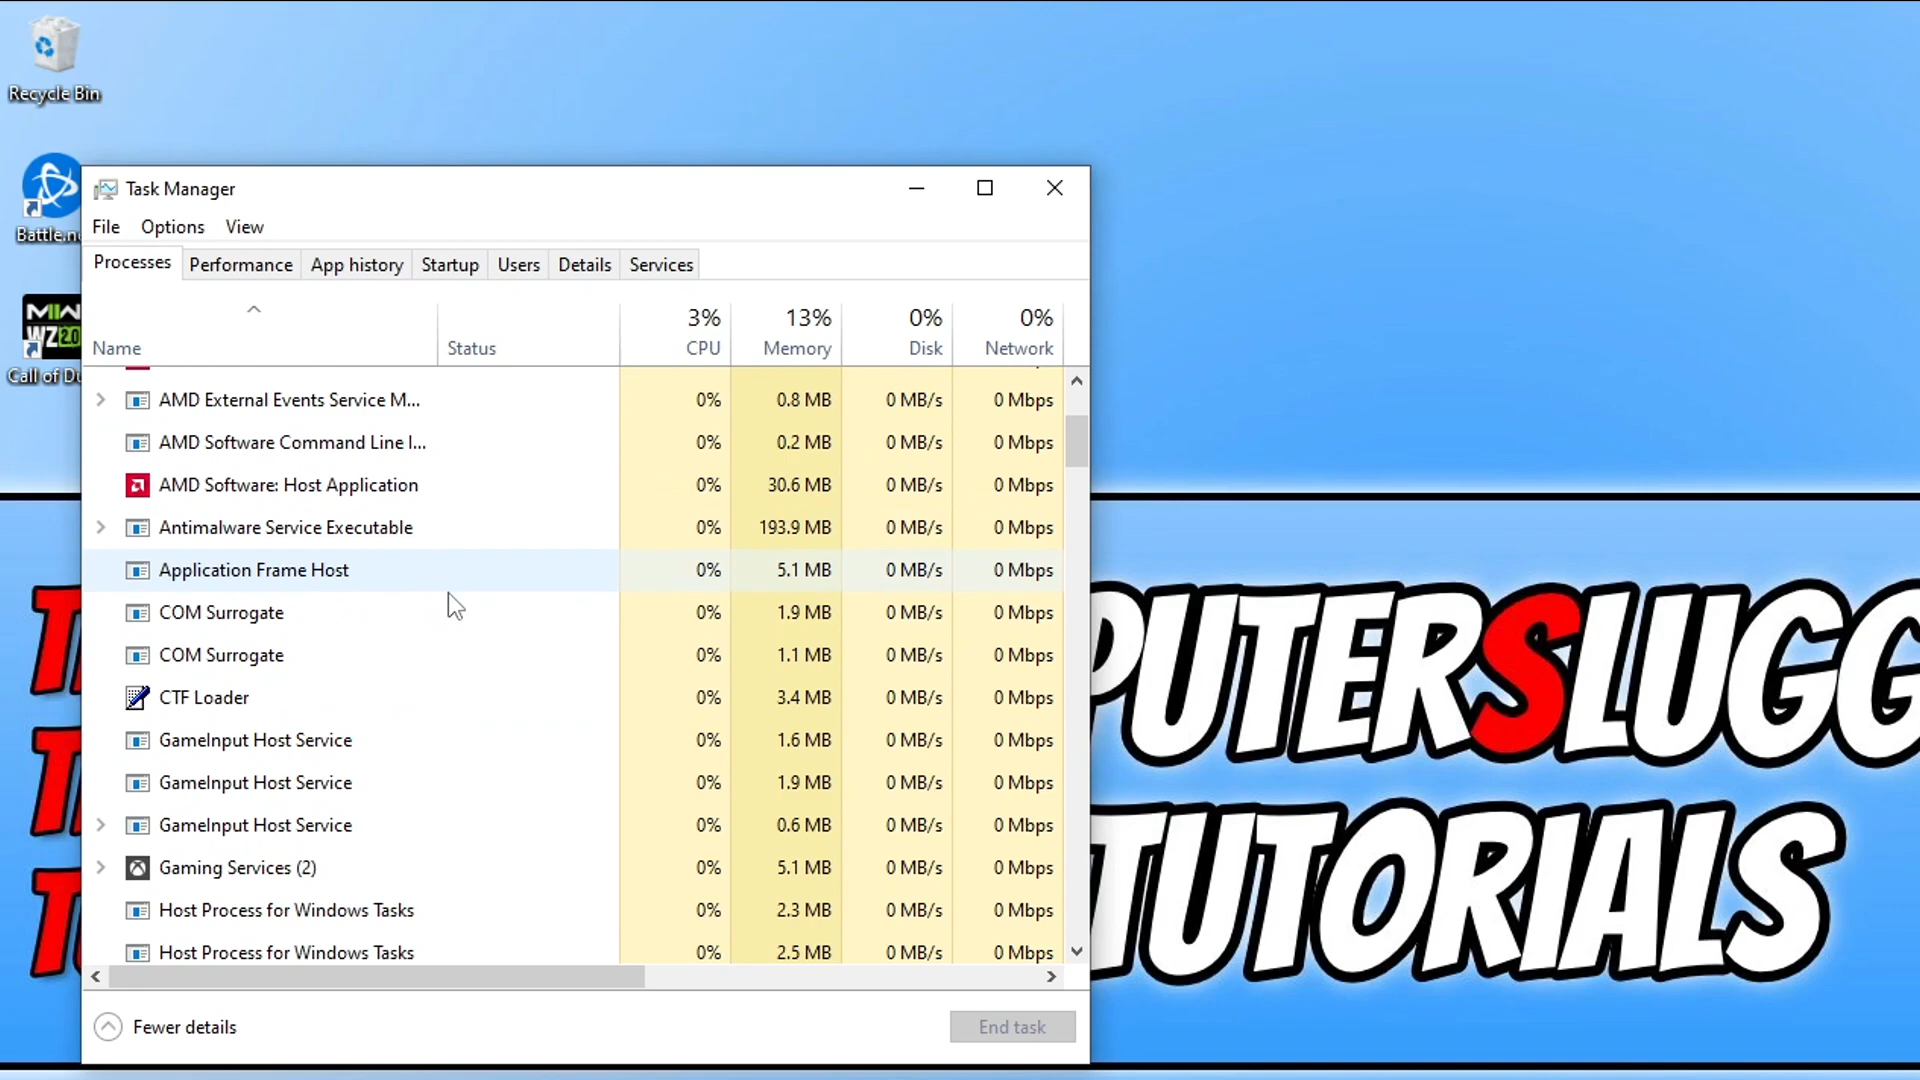 Recycle Bin
Battle.n
MW
WZ2.0
Call of Du
Task Manager
File Options View
Processes Performance App history Startup Users Details Services
3% 13% 0% 0%
Name Status CPU Memory Disk Network
AMD External Events Service M... 0% 0.8 MB 0 MB/s 0 Mbps
AMD Software Command Line I... 0% 0.2 MB 0 MB/s 0 Mbps
AMD Software: Host Application 0% 30.6 MB 0 MB/s 0 Mbps
Antimalware Service Executable 0% 193.9 MB 0 MB/s 0 Mbps
Application Frame Host 0% 5.1 MB 0 MB/s 0 Mbps
COM Surrogate 0% 1.9 MB 0 MB/s 0 Mbps
COM Surrogate 0% 1.1 MB 0 MB/s 0 Mbps
CTF Loader 0% 3.4 MB 0 MB/s 0 Mbps
GameInput Host Service 0% 1.6 MB 0 MB/s 0 Mbps
GameInput Host Service 0% 1.9 MB 0 MB/s 0 Mbps
GameInput Host Service 0% 0.6 MB 0 MB/s 0 Mbps
Gaming Services (2) 0% 5.1 MB 0 MB/s 0 Mbps
Host Process for Windows Tasks 0% 2.3 MB 0 MB/s 0 Mbps
Host Process for Windows Tasks 0% 2.5 MB 0 MB/s 0 Mbps
Fewer details End task
PUTERSLUGG
TUTORIALS